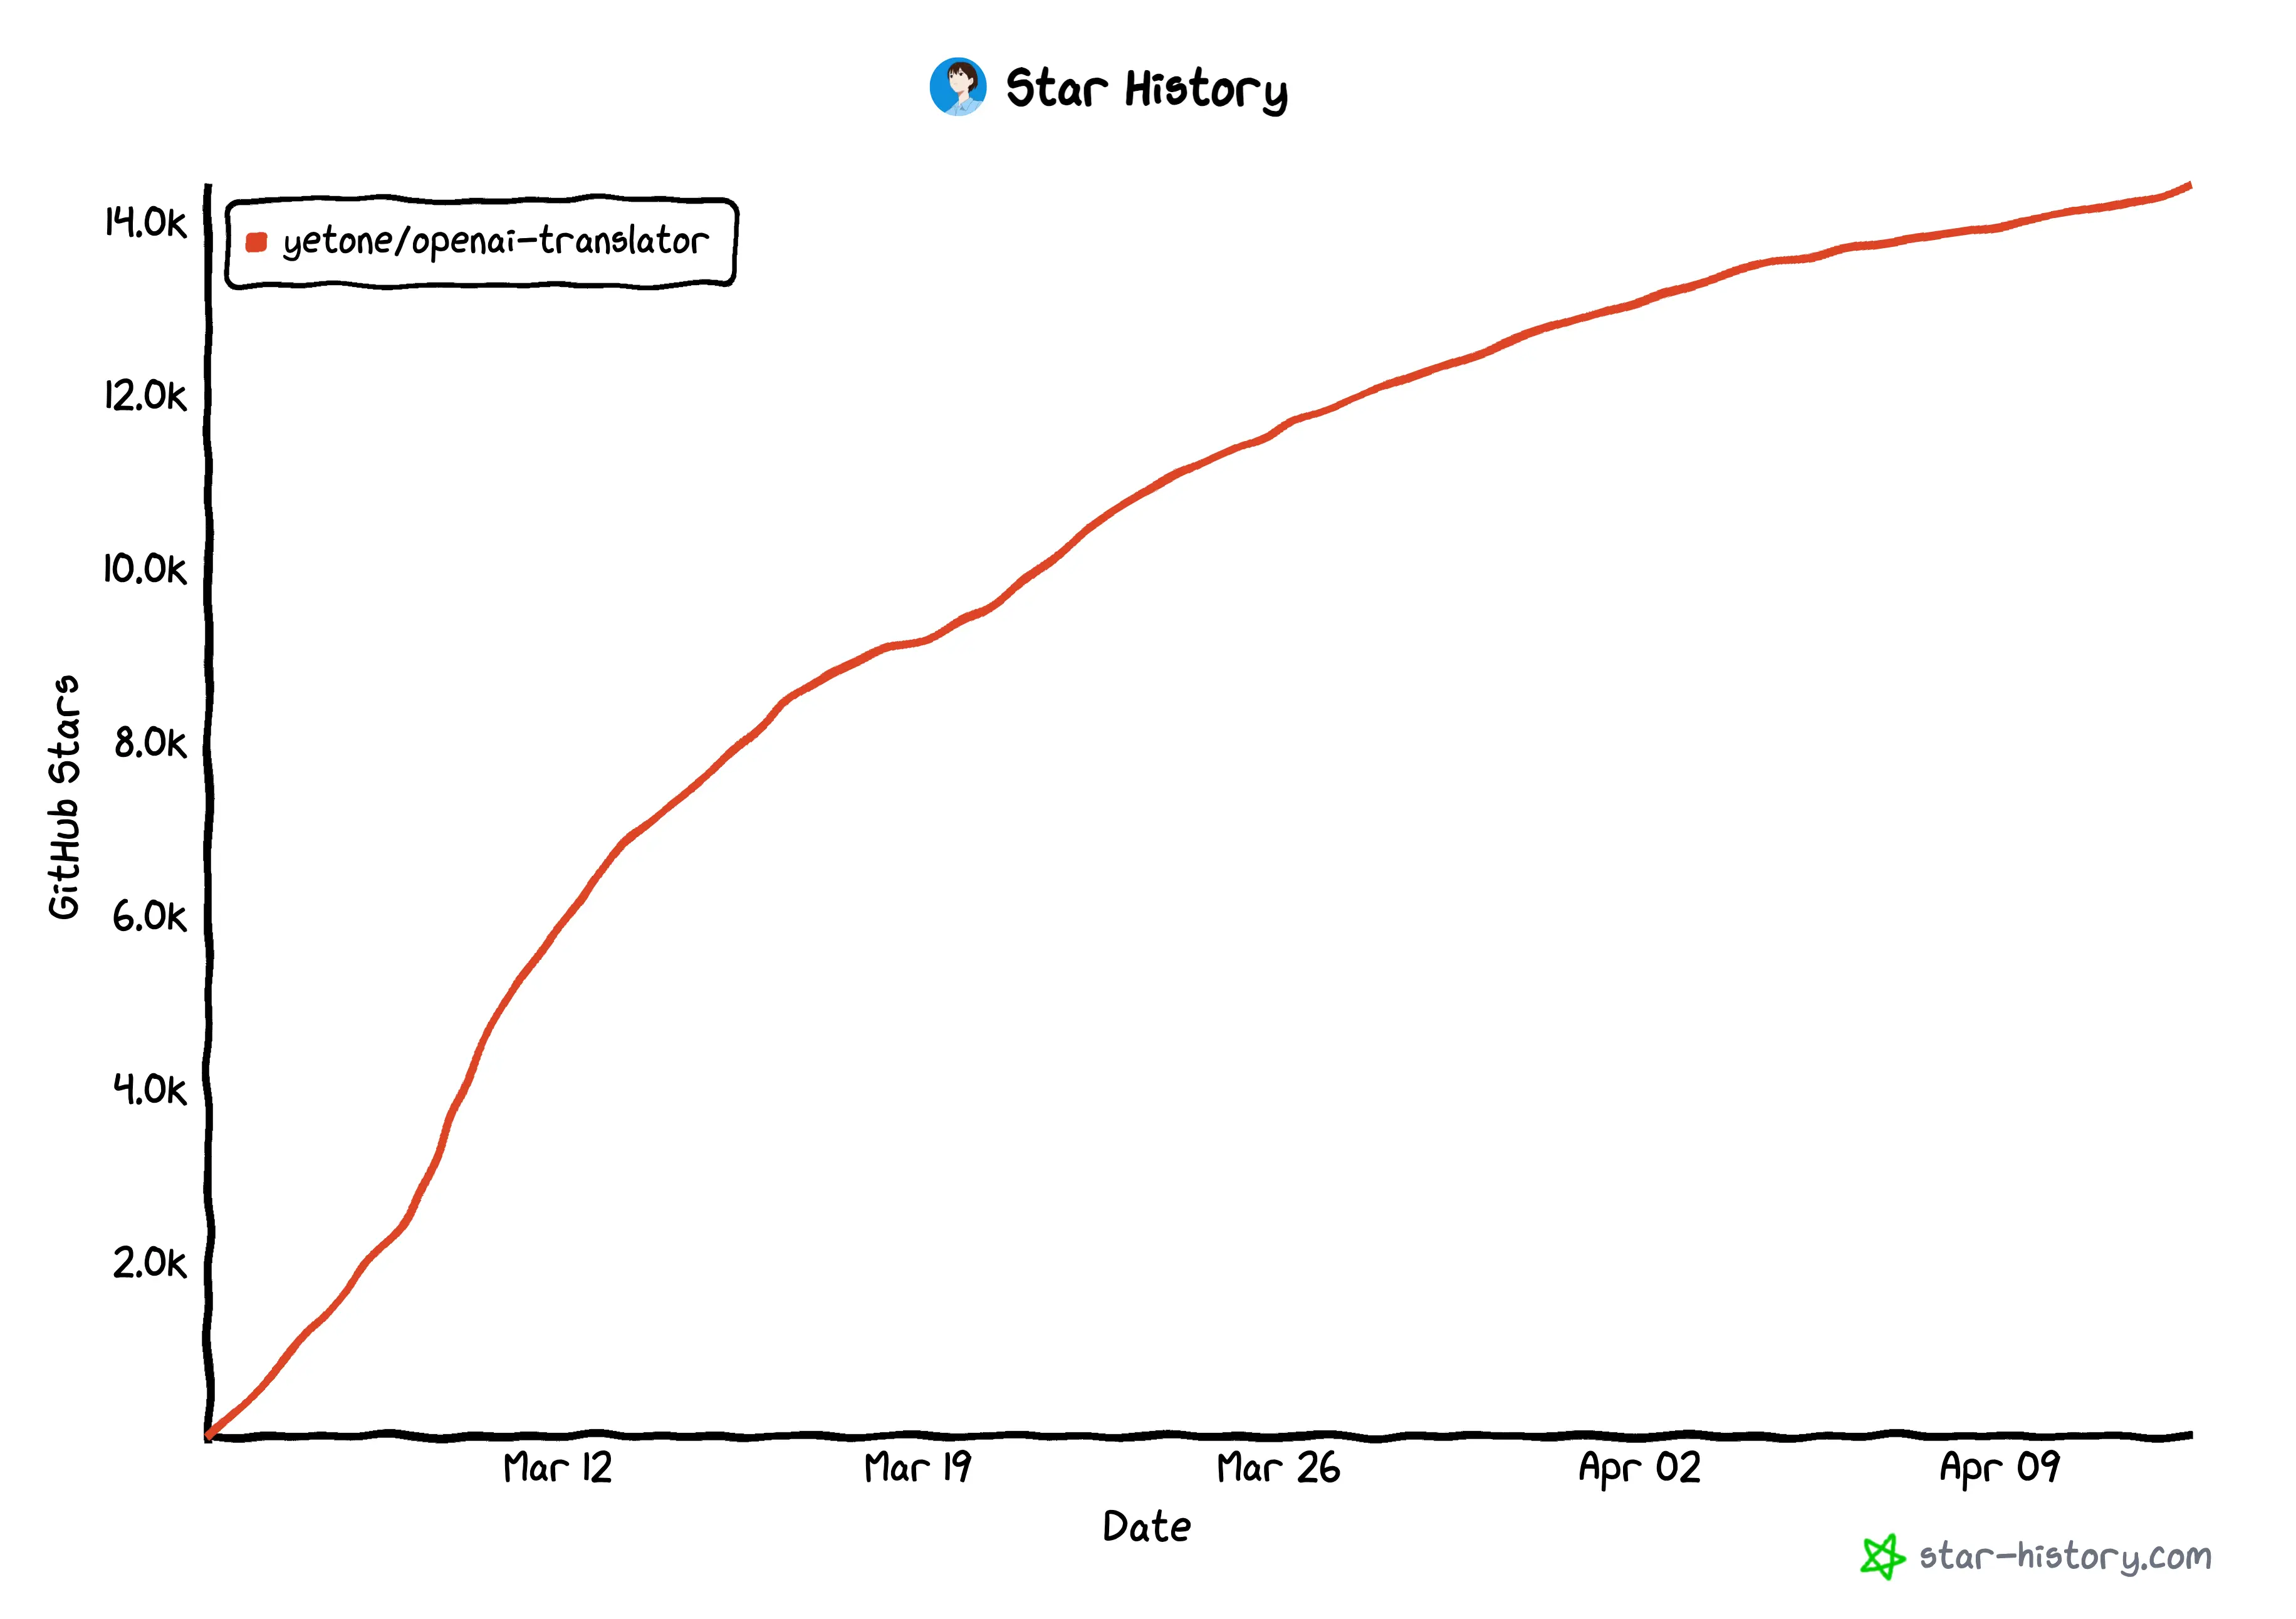 Star History
yetone/openai-translator
14.0K
12.0K
10.0K
8.0K
6.0K
4.0K
2.0K
GitHub Stars
Mar 12
Mar 19
Mar 26
Apr 02
Apr 09
Date
star-history.com